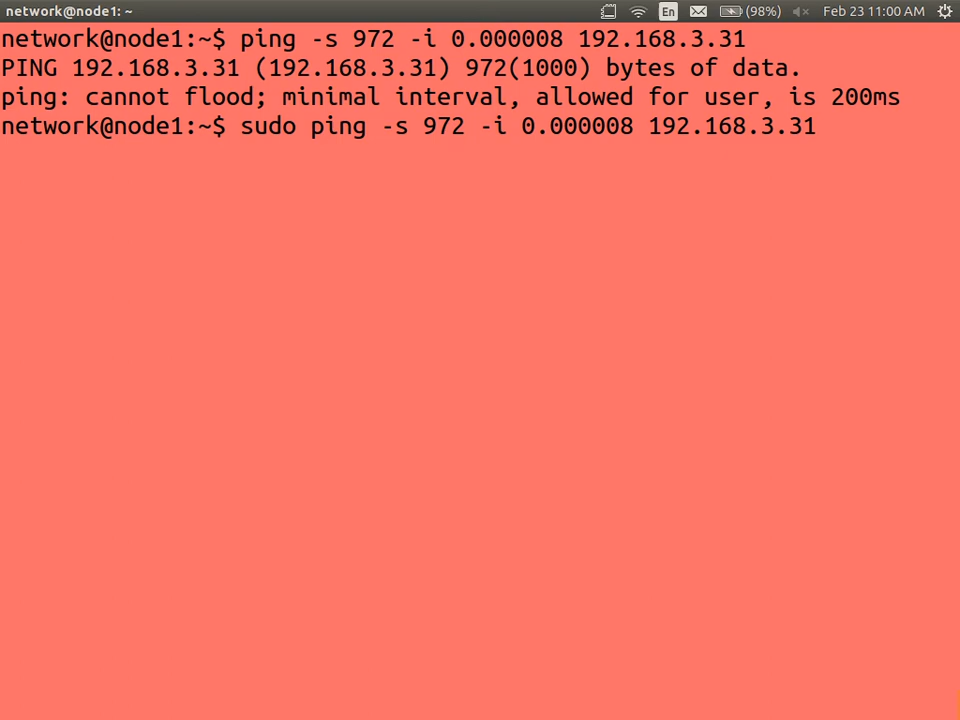 network@node1: ~ En (98%) Feb 23 11:00 AM
network@node1:~$ ping -s 972 -i 0.000008 192.168.3.31
PING 192.168.3.31 (192.168.3.31) 972(1000) bytes of data.
ping: cannot flood; minimal interval, allowed for user, is 200ms
network@node1:~$ sudo ping -s 972 -i 0.000008 192.168.3.31